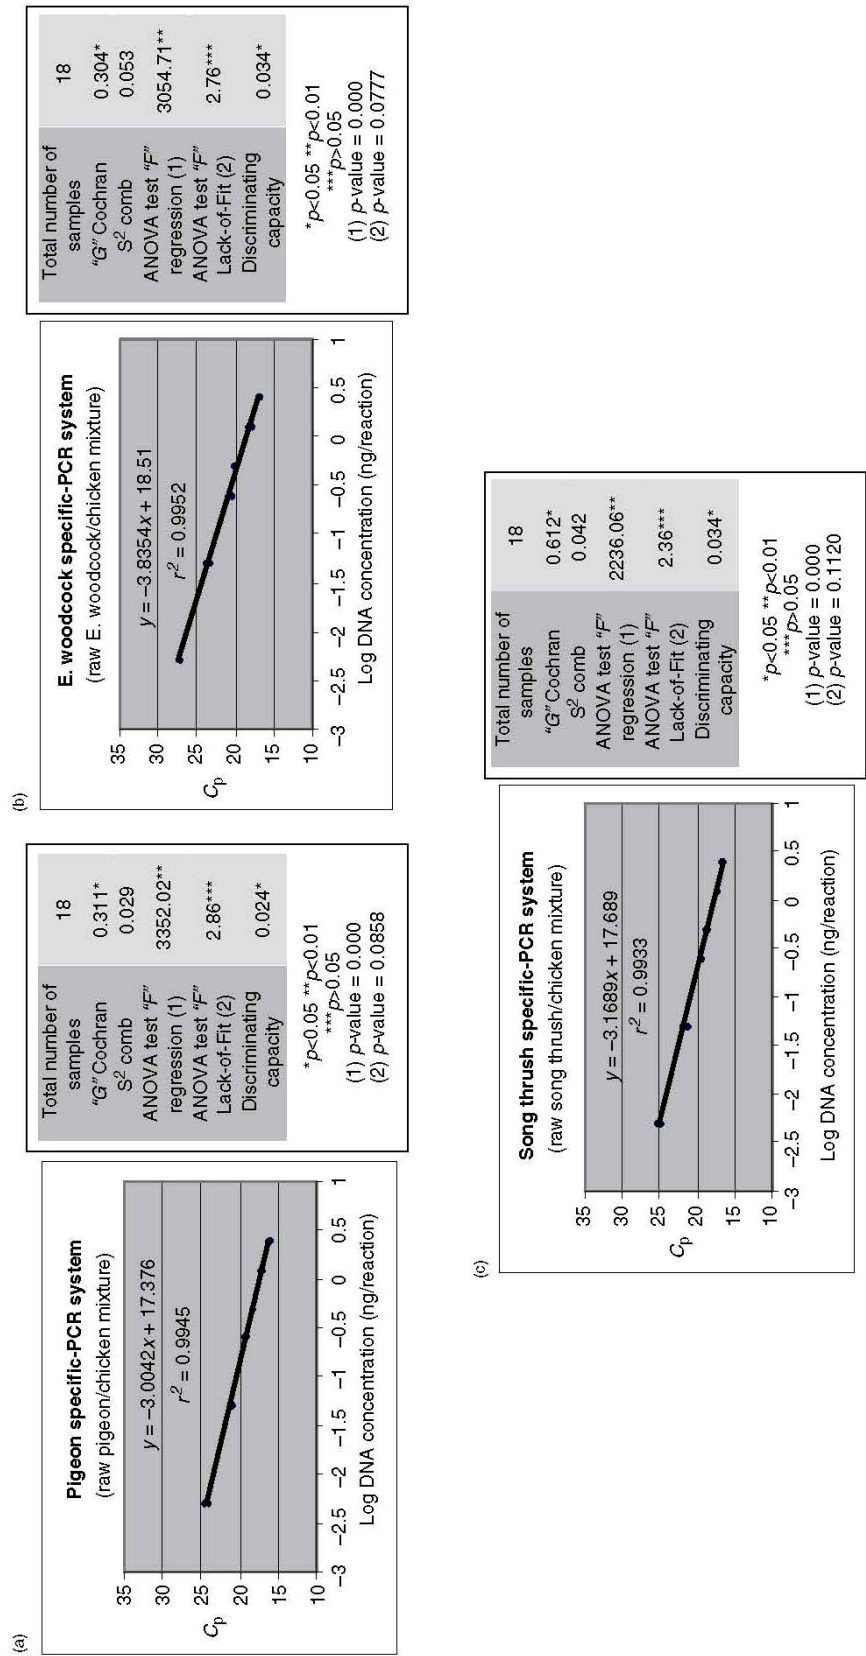 (a)
Pigeon specific-PCR system
(raw pigeon/chicken mixture)
35
30
25
20
15
10
Cp
y = −3.0042x + 17.376
r² = 0.9945
−3 −2.5 −2 −1.5 −1 −0.5 0 0.5 1
Log DNA concentration (ng/reaction)
Total number of samples 18
"G" Cochran 0.311*
S² comb 0.029
ANOVA test "F" regression (1) 3352.02**
ANOVA test "F" Lack-of-Fit (2) 2.86***
Discriminating capacity 0.024*
*p<0.05 **p<0.01
***p>0.05
(1) p-value = 0.000
(2) p-value = 0.0858
(b)
E. woodcock specific-PCR system
(raw E. woodcock/chicken mixture)
35
30
25
20
15
10
Cp
y = −3.8354x + 18.51
r² = 0.9952
−3 −2.5 −2 −1.5 −1 −0.5 0 0.5 1
Log DNA concentration (ng/reaction)
Total number of samples 18
"G" Cochran 0.304*
S² comb 0.053
ANOVA test "F" regression (1) 3054.71**
ANOVA test "F" Lack-of-Fit (2) 2.76***
Discriminating capacity 0.034*
*p<0.05 **p<0.01
***p>0.05
(1) p-value = 0.000
(2) p-value = 0.0777
(c)
Song thrush specific-PCR system
(raw song thrush/chicken mixture)
35
30
25
20
15
10
Cp
y = −3.1689x + 17.689
r² = 0.9933
−3 −2.5 −2 −1.5 −1 −0.5 0 0.5 1
Log DNA concentration (ng/reaction)
Total number of samples 18
"G" Cochran 0.612*
S² comb 0.042
ANOVA test "F" regression (1) 2236.06**
ANOVA test "F" Lack-of-Fit (2) 2.36***
Discriminating capacity 0.034*
*p<0.05 **p<0.01
***p>0.05
(1) p-value = 0.000
(2) p-value = 0.1120